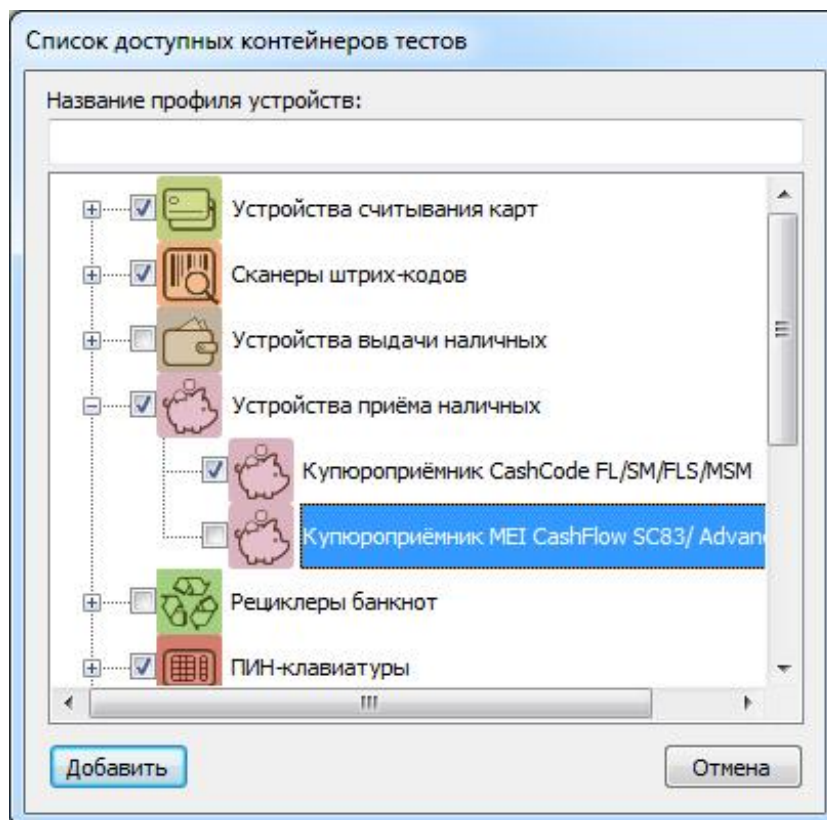 Список доступных контейнеров тестов
Название профиля устройств:
Устройства считывания карт
Сканеры штрих-кодов
Устройства выдачи наличных
Устройства приёма наличных
Купюроприёмник CashCode FL/SM/FLS/MSM
Купюроприёмник MEI CashFlow SC83/ Advan
Рециклеры банкнот
ПИН-клавиатуры
Добавить
Отмена